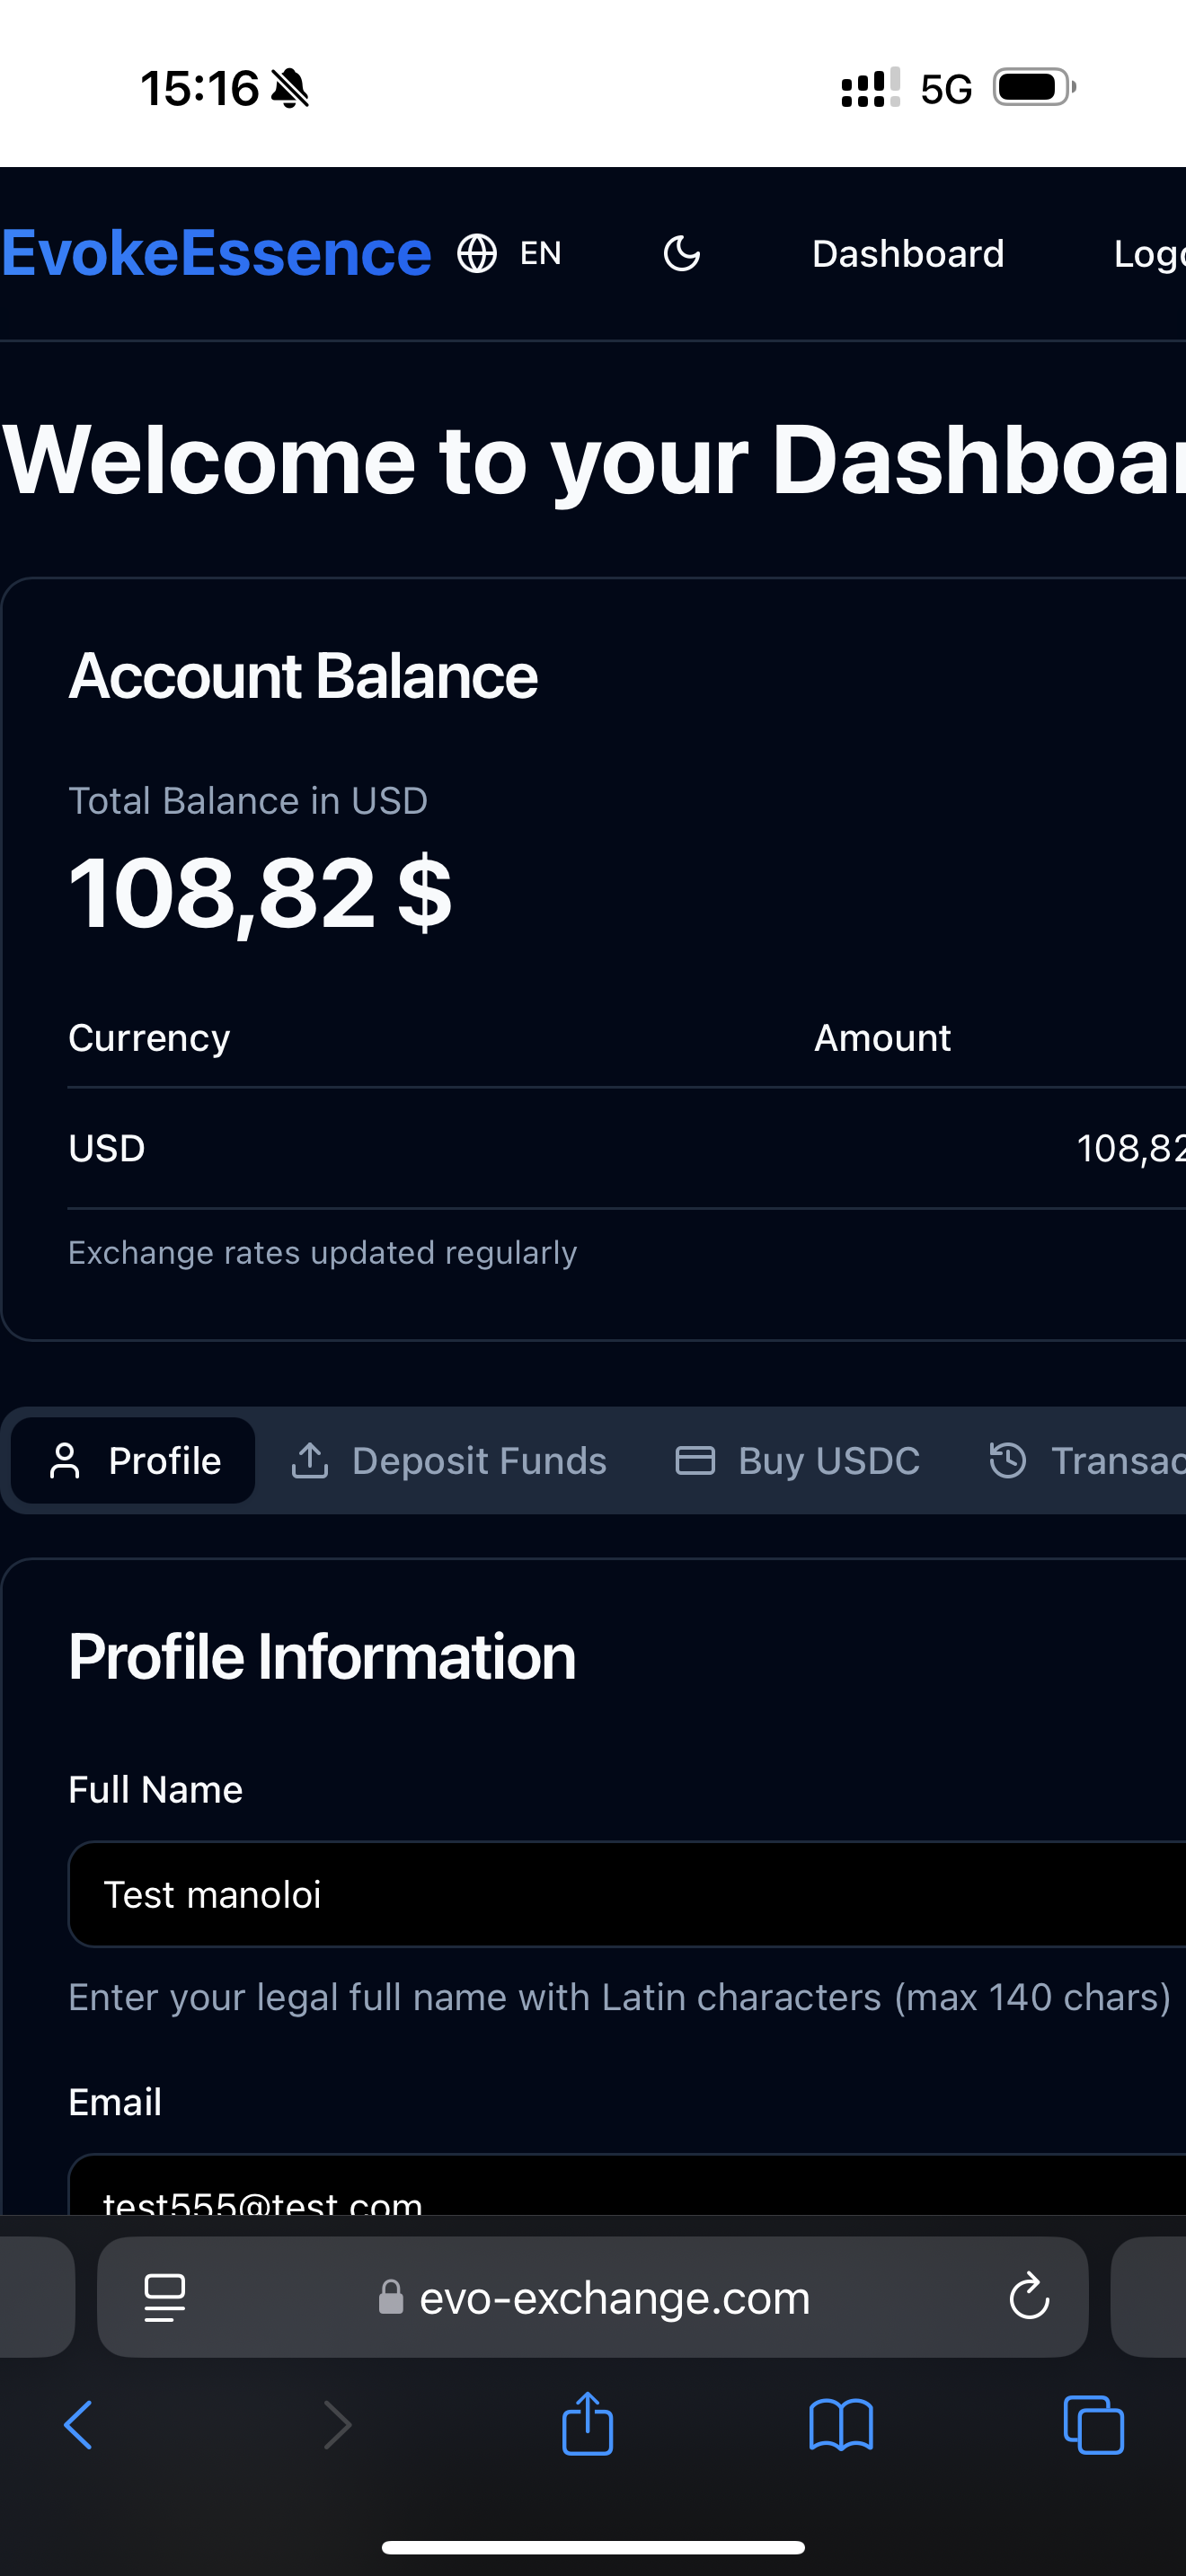 15:16 5G
EvokeEssence EN Dashboard Logo
Welcome to your Dashboar
Account Balance
Total Balance in USD
108,82 $
Currency Amount
USD 108,82
Exchange rates updated regularly
Profile Deposit Funds Buy USDC Transac
Profile Information
Full Name
Test manoloi
Enter your legal full name with Latin characters (max 140 chars)
Email
test555@test.com
evo-exchange.com